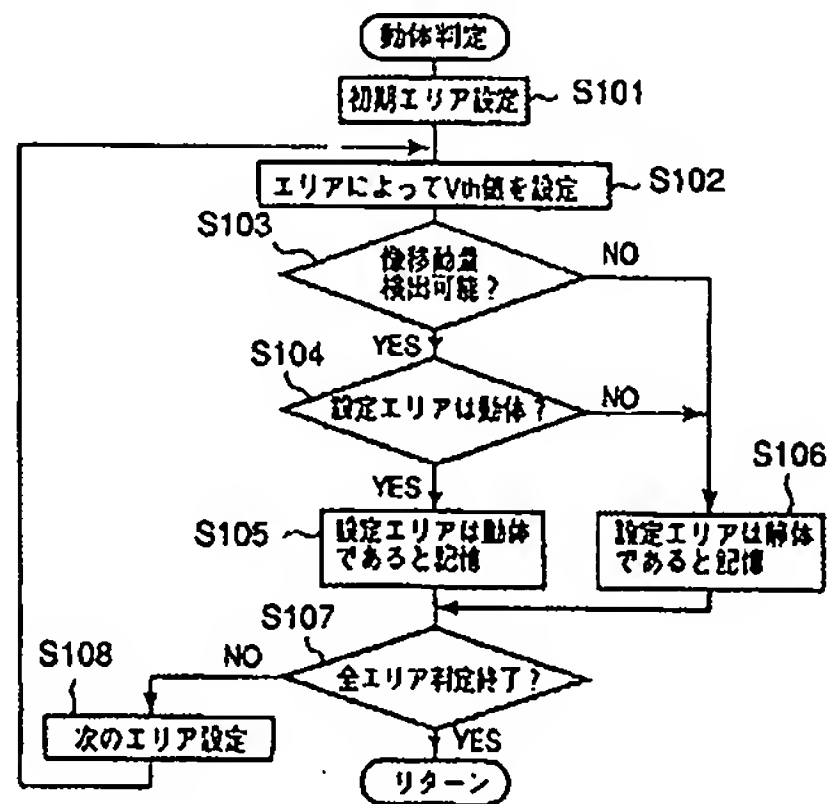 動体判定
初期エリア設定
S101
エリアによってVth値を設定
S102
S103
像移動量
検出可能?
NO
YES
S104
設定エリアは動体?
NO
YES
S105
設定エリアは動体
であると記憶
S106
設定エリアは
であると記憶
S107
全エリア判定終了?
NO
S108
次のエリア設定
YES
リターン